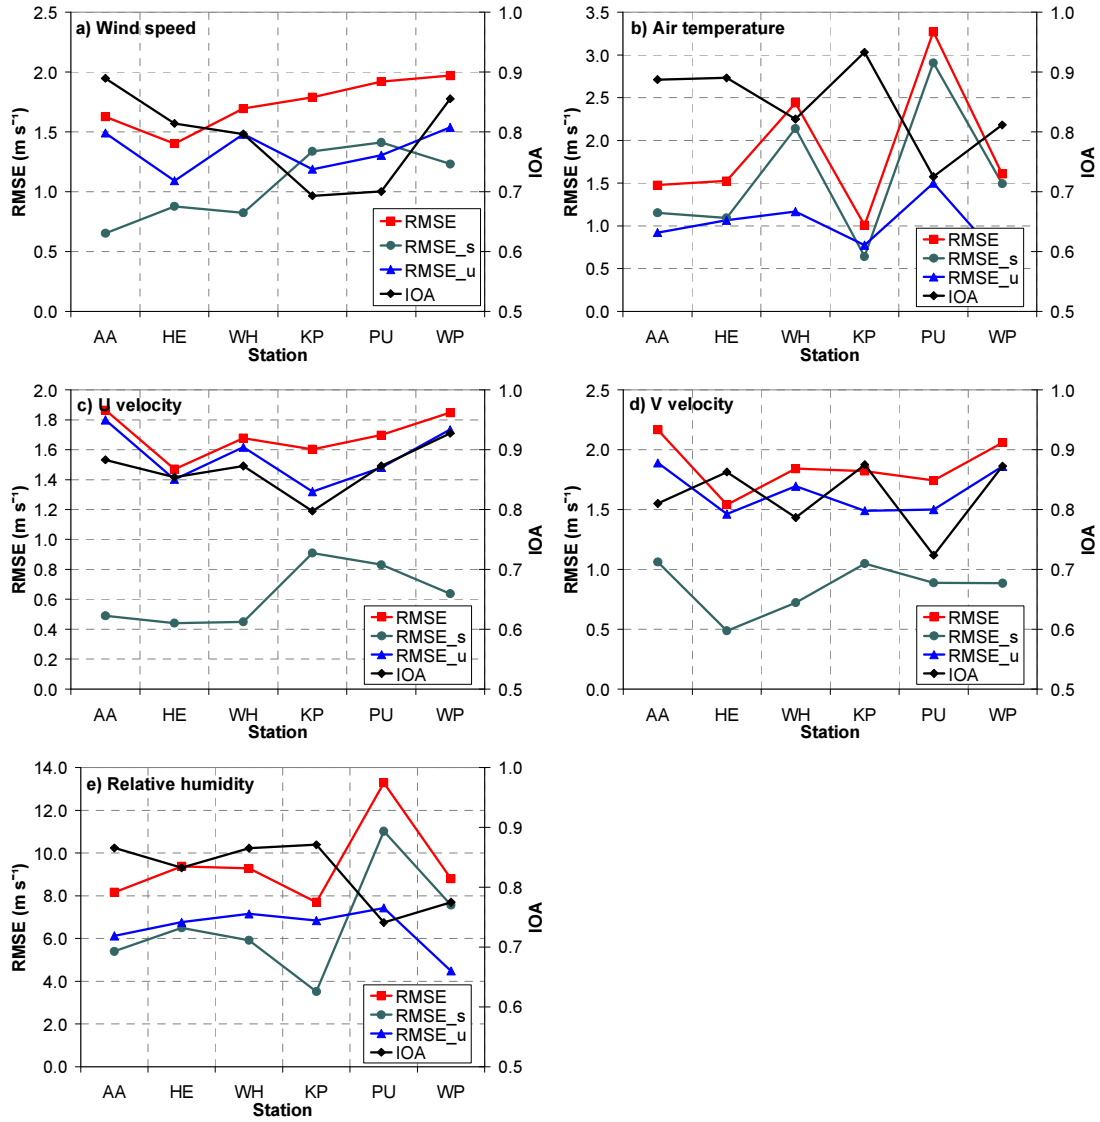 a) Wind speed
2.5
2.0
1.5
1.0
0.5
0.0
RMSE (m s⁻¹)
1.0
0.9
0.8
0.7
0.6
0.5
IOA
RMSE
RMSE_s
RMSE_u
IOA
AA HE WH KP PU WP
Station
b) Air temperature
3.5
3.0
2.5
2.0
1.5
1.0
0.5
0.0
RMSE (m s⁻¹)
1.0
0.9
0.8
0.7
0.6
0.5
IOA
RMSE
RMSE_s
RMSE_u
IOA
AA HE WH KP PU WP
Station
c) U velocity
2.0
1.8
1.6
1.4
1.2
1.0
0.8
0.6
0.4
0.2
0.0
RMSE (m s⁻¹)
1.0
0.9
0.8
0.7
0.6
0.5
IOA
RMSE
RMSE_s
RMSE_u
IOA
AA HE WH KP PU WP
Station
d) V velocity
2.5
2.0
1.5
1.0
0.5
0.0
RMSE (m s⁻¹)
1.0
0.9
0.8
0.7
0.6
0.5
IOA
RMSE
RMSE_s
RMSE_u
IOA
AA HE WH KP PU WP
Station
e) Relative humidity
14.0
12.0
10.0
8.0
6.0
4.0
2.0
0.0
RMSE (m s⁻¹)
1.0
0.9
0.8
0.7
0.6
0.5
IOA
RMSE
RMSE_s
RMSE_u
IOA
AA HE WH KP PU WP
Station